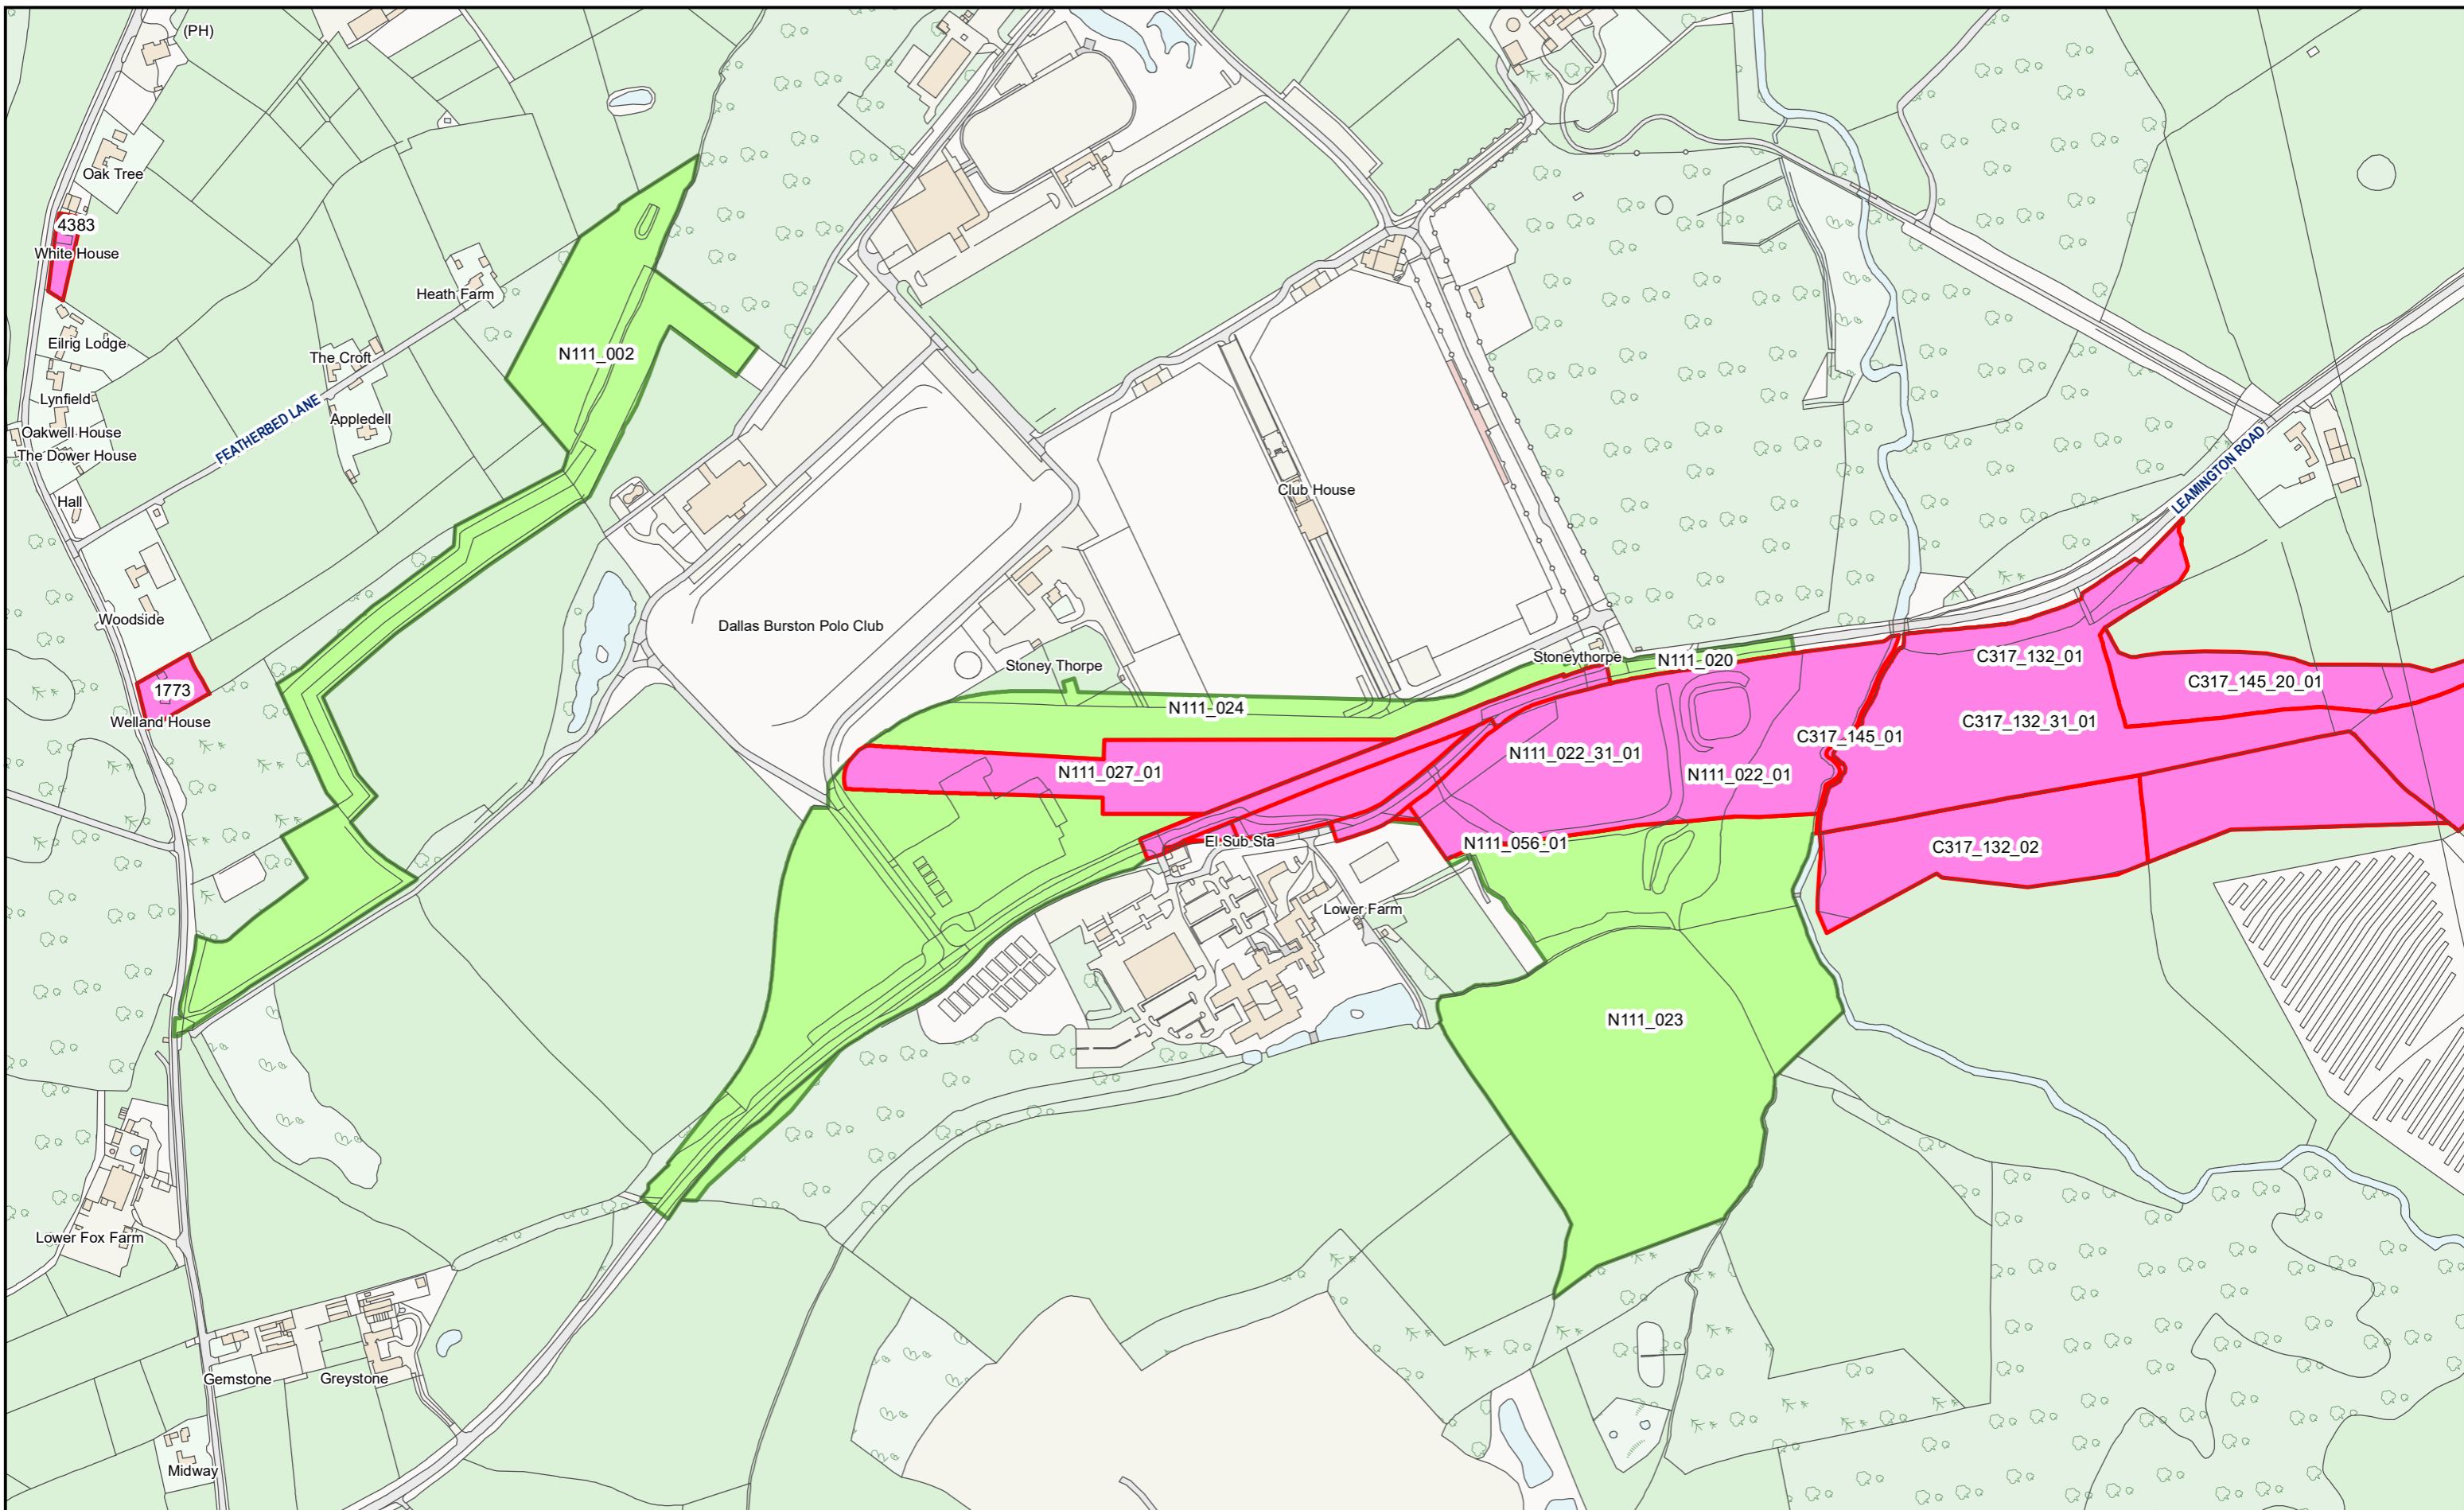 (PH)
Oak Tree
4383
White House
Heath Farm
Eilrig Lodge
The Croft
N111_002
Lynfield
FEATHERBED LANE
Appledell
Oakwell House
The Dower House
Hall
Club House
LEAMINGTON ROAD
Woodside
Dallas Burston Polo Club
Stoney Thorpe
Stoneythorpe
N111_020
C317_132_01
C317_145_20_01
1773
Welland House
N111_024
C317_132_31_01
C317_145_01
N111_022_31_01
N111_027_01
N111_022_01
El Sub Sta
N111_056_01
C317_132_02
Lower Farm
N111_023
Lower Fox Farm
Gemstone
Greystone
Midway